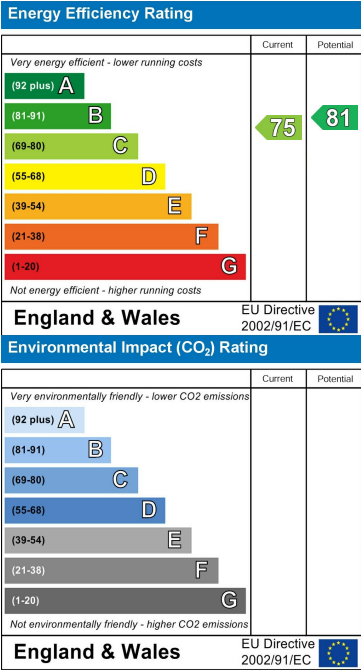 Energy Efficiency Rating
Current Potential
Very energy efficient - lower running costs
(92 plus) A
(81-91) B
(69-80) C
(55-68) D
(39-54) E
(21-38) F
(1-20) G
75 81
Not energy efficient - higher running costs
England & Wales
EU Directive
2002/91/EC
Environmental Impact (CO₂) Rating
Current Potential
Very environmentally friendly - lower CO2 emissions
(92 plus) A
(81-91) B
(69-80) C
(55-68) D
(39-54) E
(21-38) F
(1-20) G
Not environmentally friendly - higher CO2 emissions
England & Wales
EU Directive
2002/91/EC